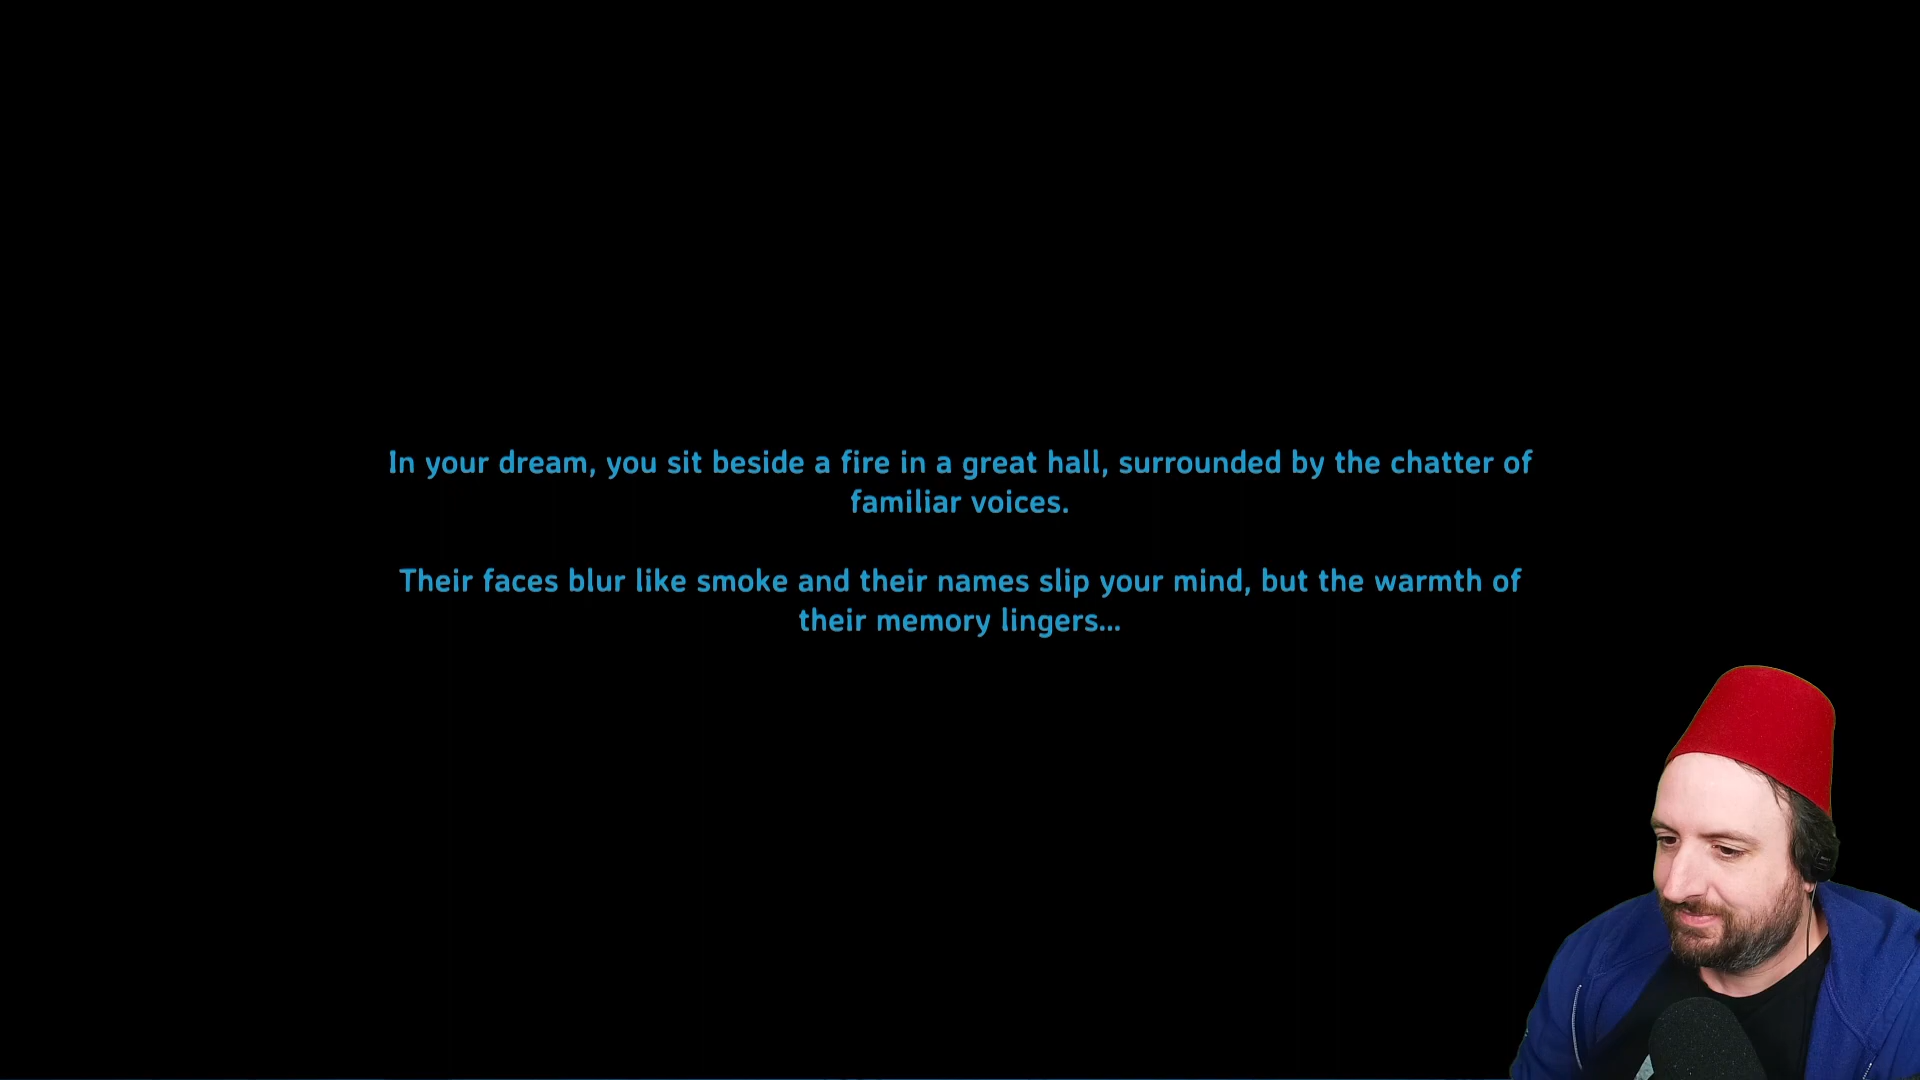 In your dream, you sit beside a fire in a great hall, surrounded by the chatter of
familiar voices.
Their faces blur like smoke and their names slip your mind, but the warmth of
their memory lingers...